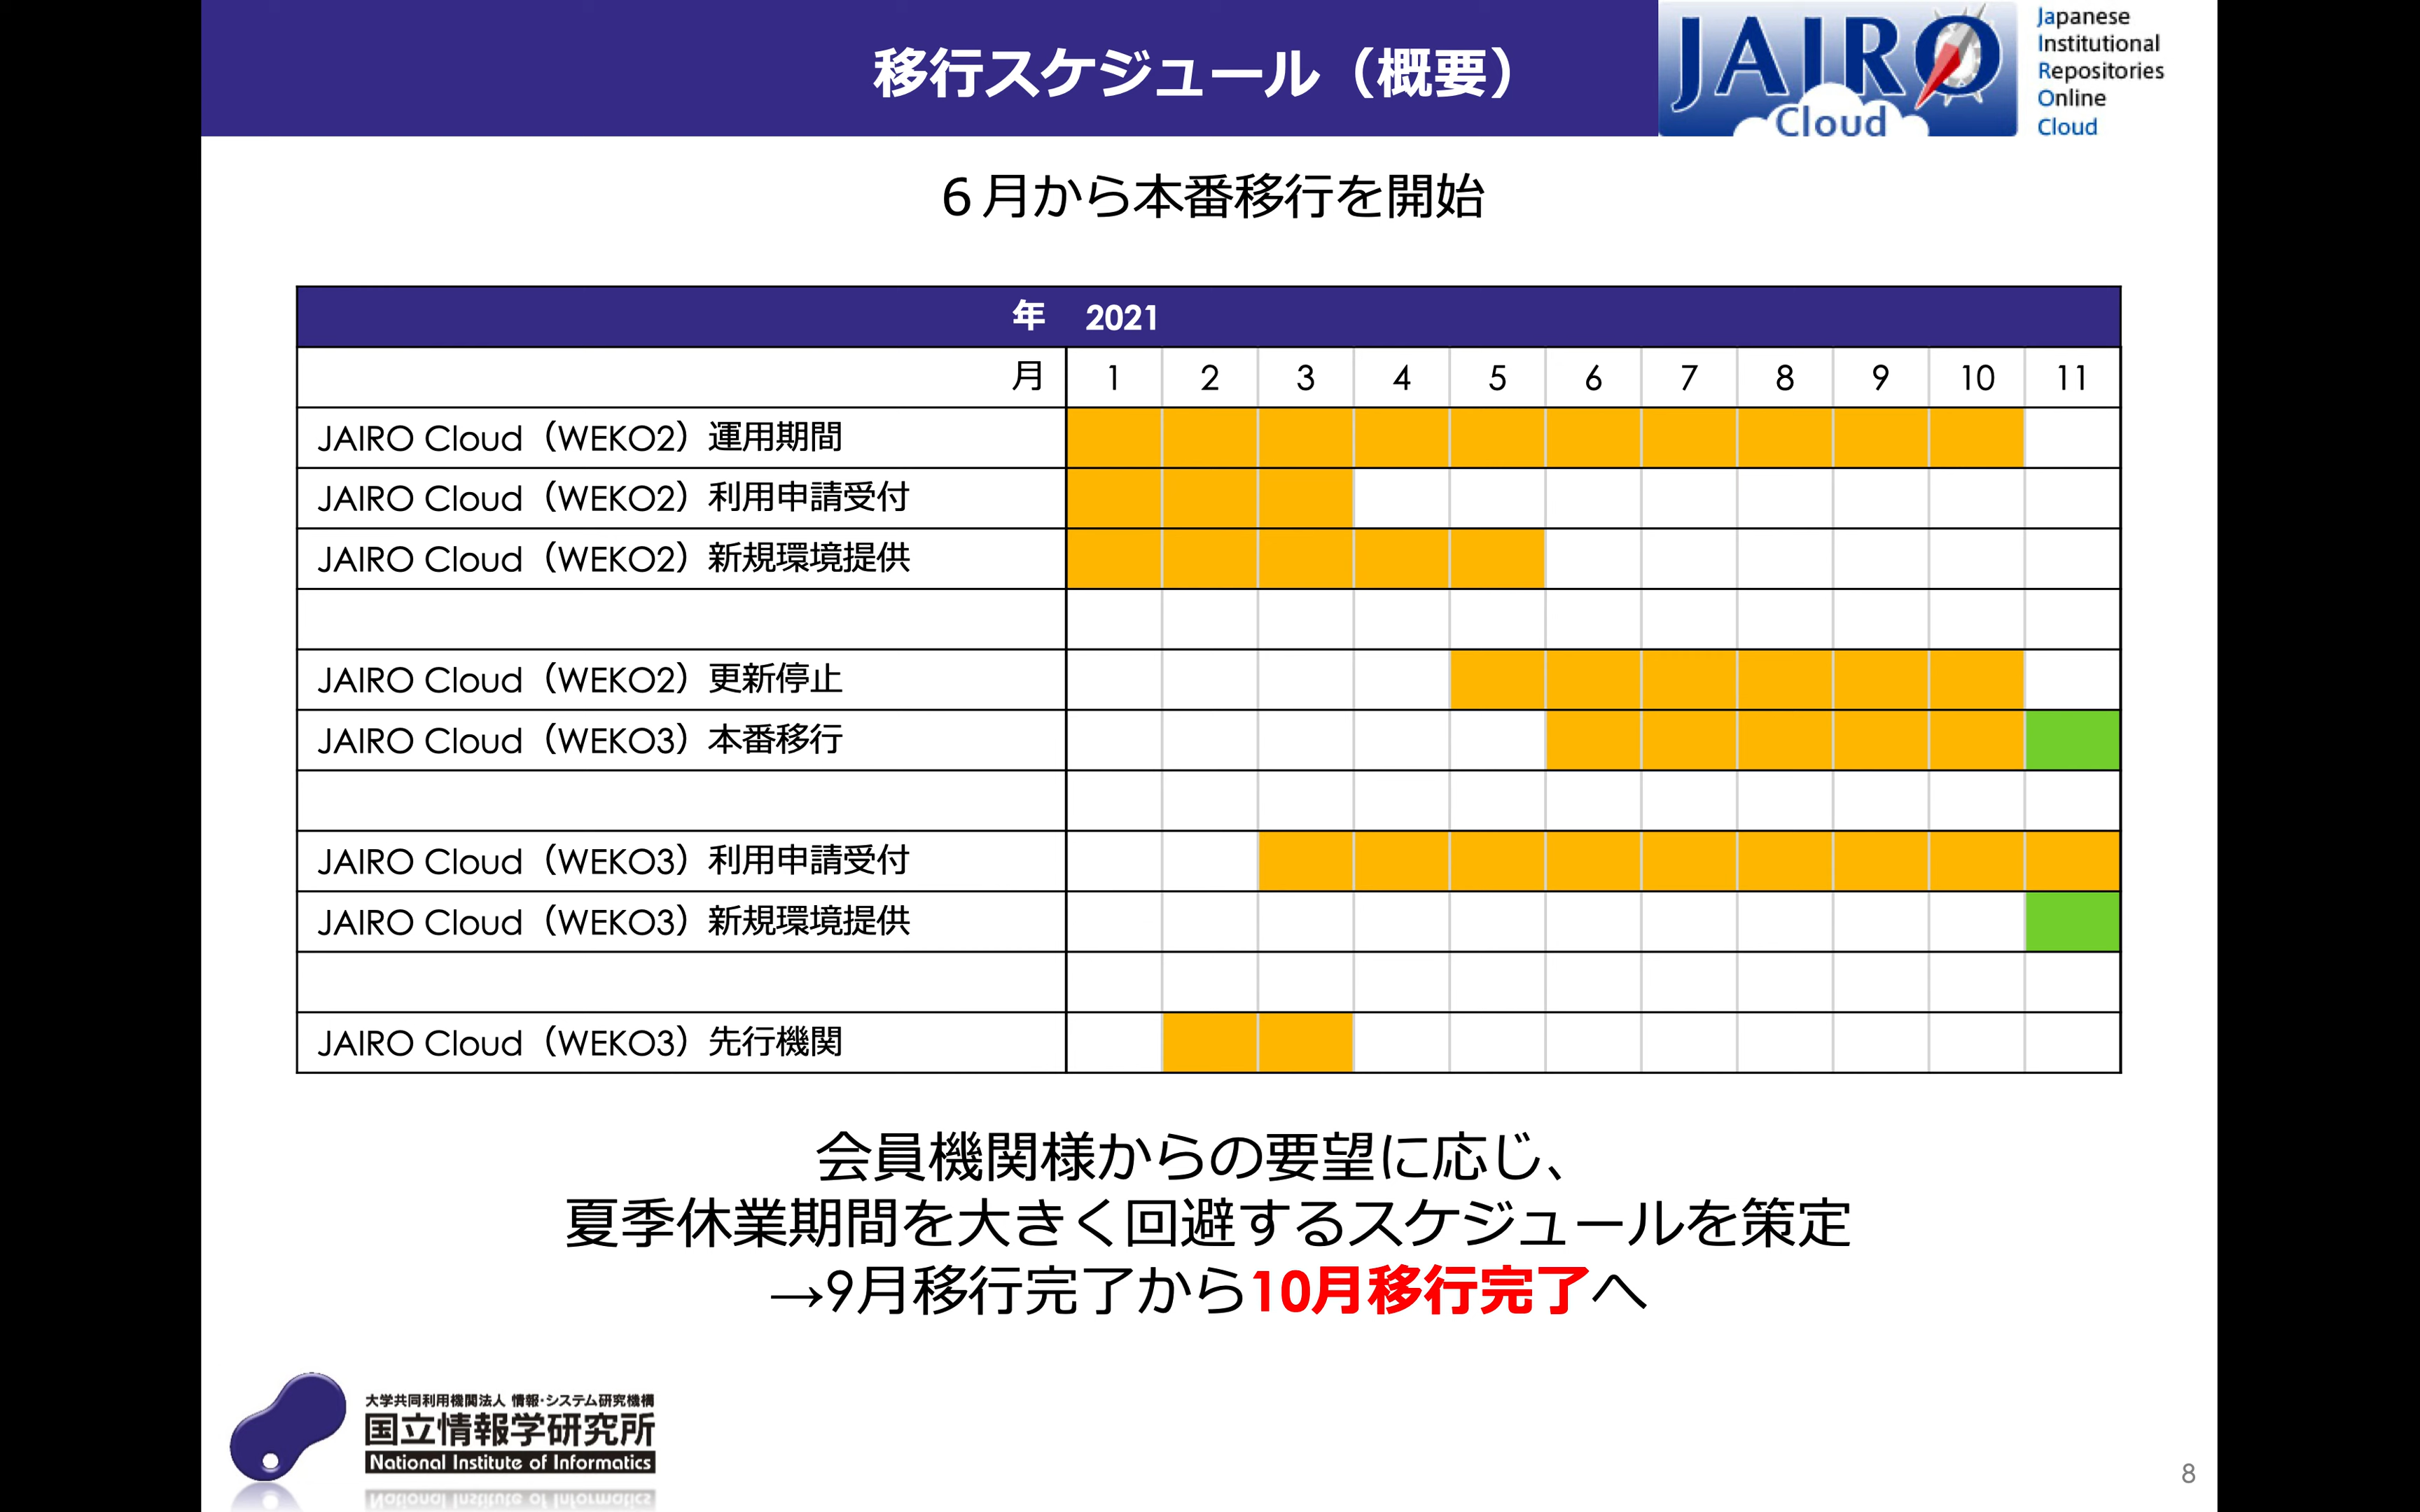 移行スケジュール（概要）
JAIRO
Cloud
Japanese
Institutional
Repositories
Online
Cloud
６月から本番移行を開始
年 2021
月 1 2 3 4 5 6 7 8 9 10 11
JAIRO Cloud（WEKO2）運用期間
JAIRO Cloud（WEKO2）利用申請受付
JAIRO Cloud（WEKO2）新規環境提供
JAIRO Cloud（WEKO2）更新停止
JAIRO Cloud（WEKO3）本番移行
JAIRO Cloud（WEKO3）利用申請受付
JAIRO Cloud（WEKO3）新規環境提供
JAIRO Cloud（WEKO3）先行機関
会員機関様からの要望に応じ、
夏季休業期間を大きく回避するスケジュールを策定
→9月移行完了から10月移行完了へ
大学共同利用機関法人 情報・システム研究機構
国立情報学研究所
National Institute of Informatics
8